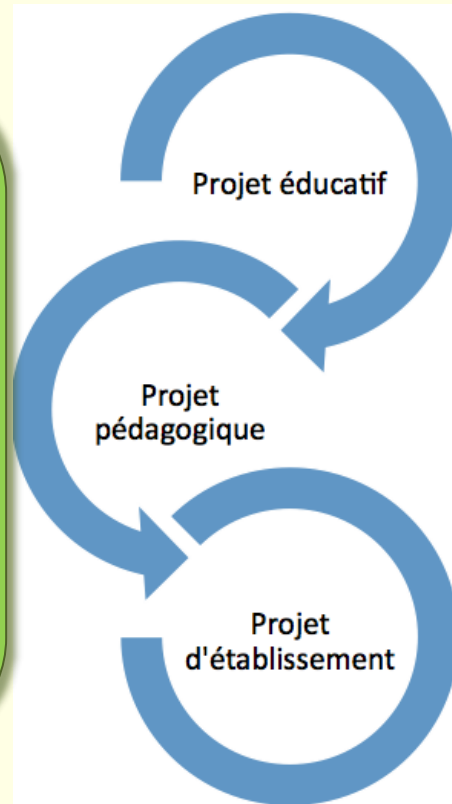 Projet éducatif
Projet
pédagogique
Projet
d'établissement